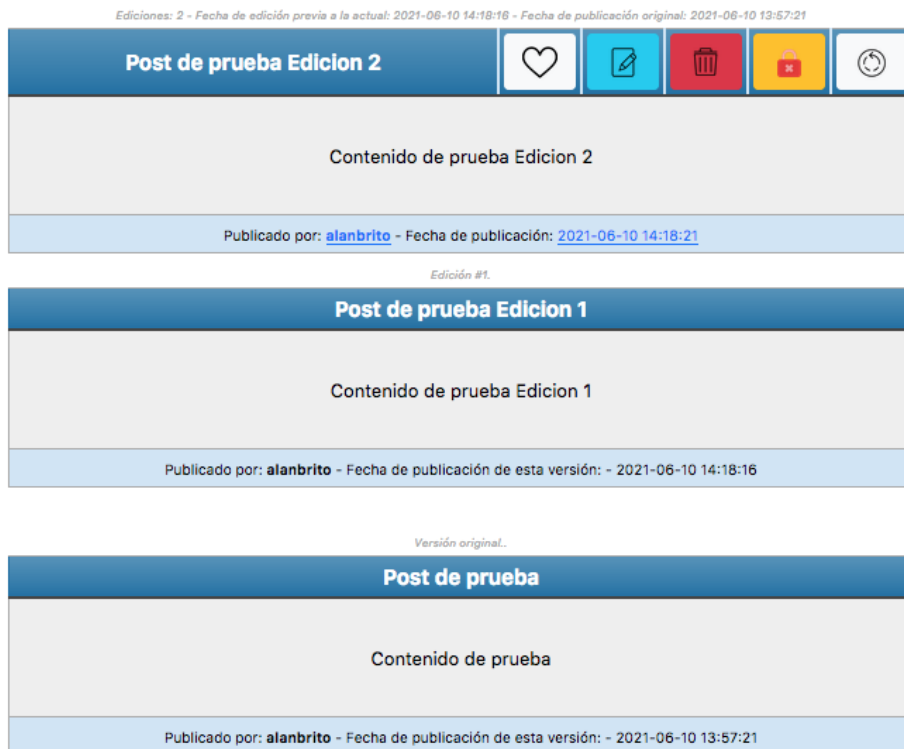 Ediciones: 2 - Fecha de edición previa a la actual: 2021-06-10 14:18:16 - Fecha de publicación original: 2021-06-10 13:57:21
Post de prueba Edicion 2
Contenido de prueba Edicion 2
Publicado por: alanbrito - Fecha de publicación: 2021-06-10 14:18:21
Edición #1.
Post de prueba Edicion 1
Contenido de prueba Edicion 1
Publicado por: alanbrito - Fecha de publicación de esta versión: - 2021-06-10 14:18:16
Versión original..
Post de prueba
Contenido de prueba
Publicado por: alanbrito - Fecha de publicación de esta versión: - 2021-06-10 13:57:21